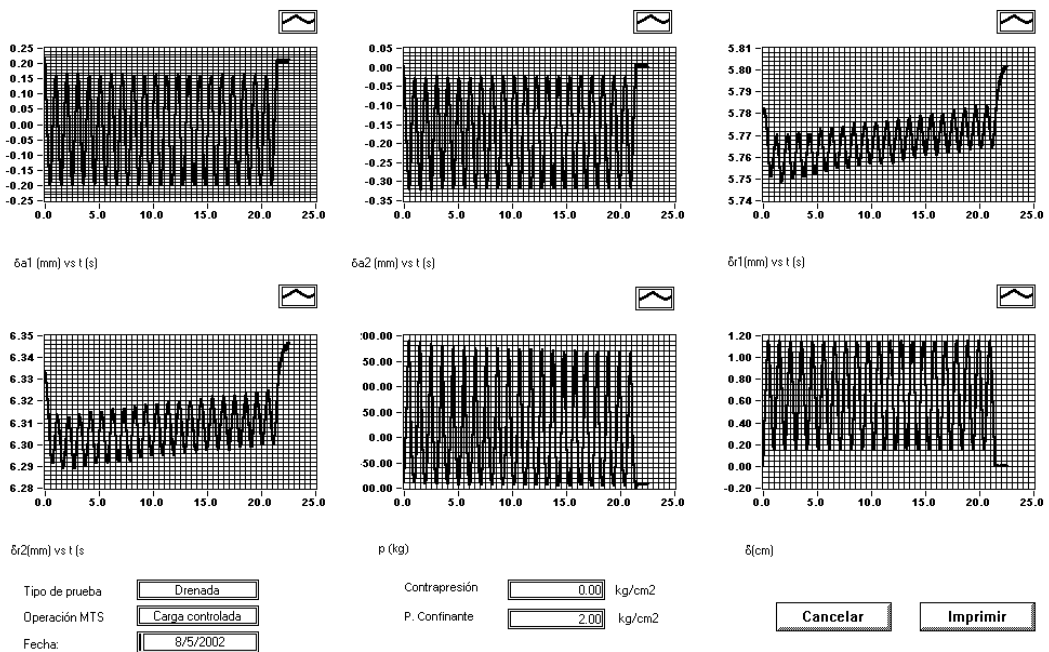 0.25
0.20
0.15
0.10
0.05
0.00
-0.05
-0.10
-0.15
-0.20
-0.25
0.0 5.0 10.0 15.0 20.0 25.0
δa1 (mm) vs t (s)
0.05
0.00
-0.05
-0.10
-0.15
-0.20
-0.25
-0.30
-0.35
0.0 5.0 10.0 15.0 20.0 25.0
δa2 (mm) vs t (s)
5.81
5.80
5.78
5.77
5.76
5.75
5.74
0.0 5.0 10.0 15.0 20.0 25.0
δr1(mm) vs t (s)
6.35
6.34
6.33
6.32
6.31
6.30
6.29
6.28
0.0 5.0 10.0 15.0 20.0 25.0
δr2(mm) vs t (s
:00.00
50.00
00.00
50.00
0.00
-50.00
00.00
0.0 5.0 10.0 15.0 20.0 25.0
p (kg)
1.20
1.00
0.80
0.60
0.40
0.20
0.00
-0.20
0.0 5.0 10.0 15.0 20.0 25.0
δ(cm)
Tipo de prueba Drenada
Operación MTS Carga controlada
Fecha: 8/5/2002
Contrapresión 0.00 kg/cm2
P. Confinante 2.00 kg/cm2
Cancelar Imprimir